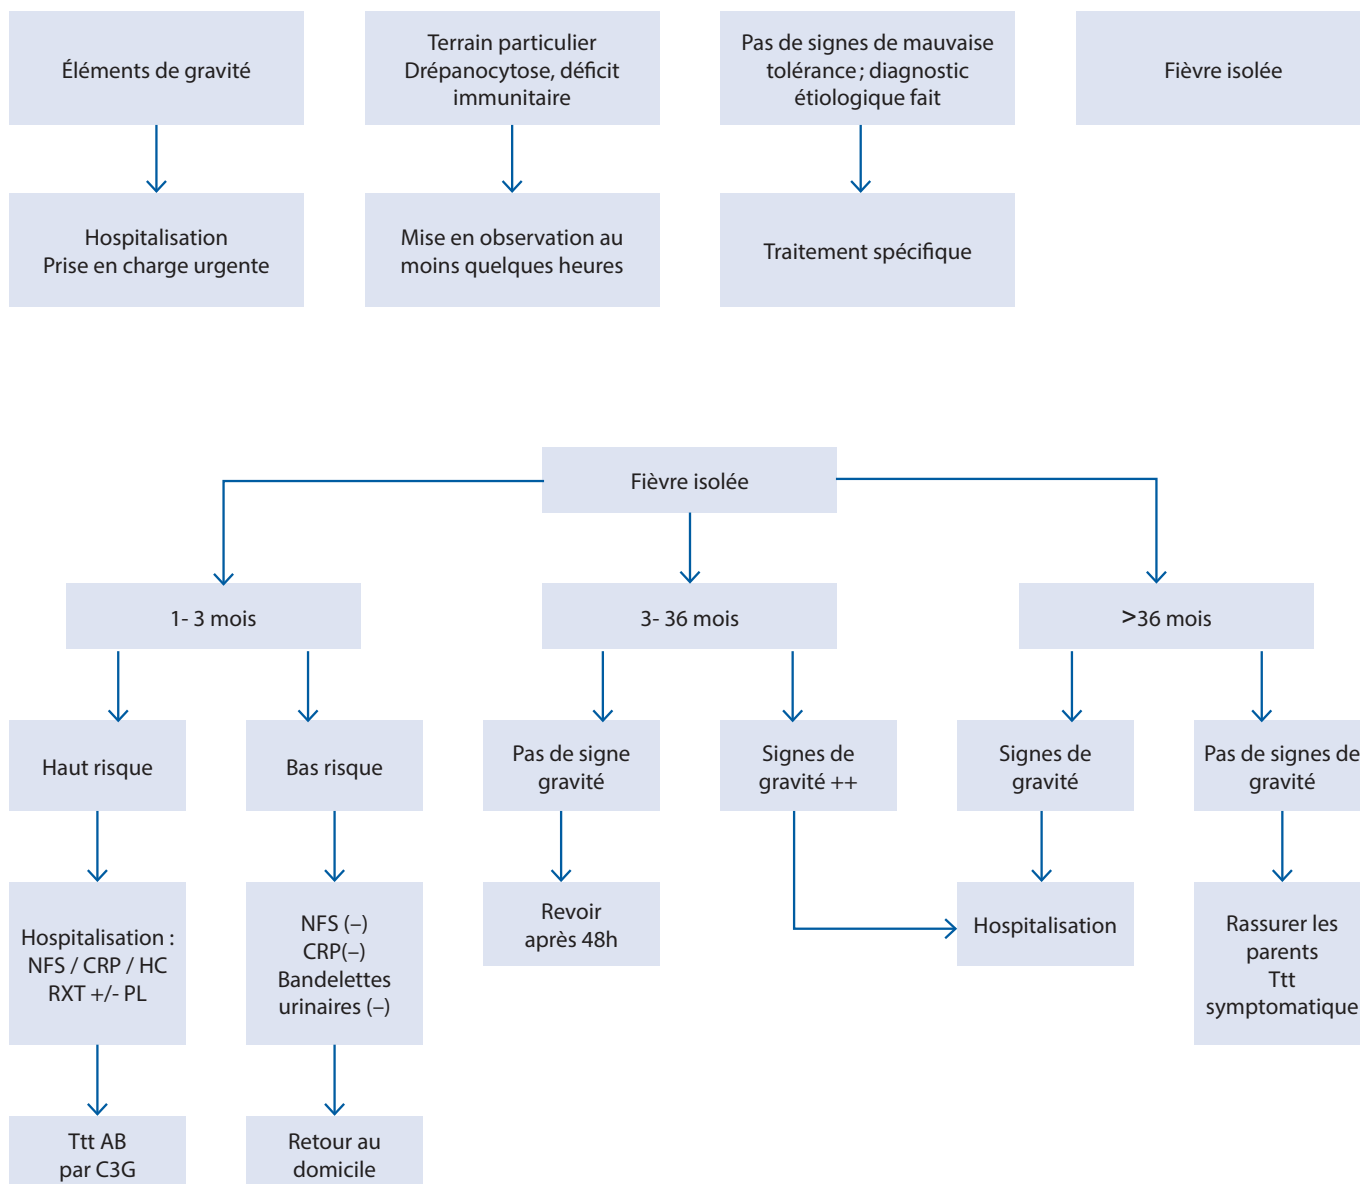 Éléments de gravité
Terrain particulier
Drépanocytose, déficit
immunitaire
Pas de signes de mauvaise
tolérance ; diagnostic
étiologique fait
Fièvre isolée
Hospitalisation
Prise en charge urgente
Mise en observation au
moins quelques heures
Traitement spécifique
Fièvre isolée
1- 3 mois
3- 36 mois
>36 mois
Haut risque
Bas risque
Pas de signe
gravité
Signes de
gravité ++
Signes de
gravité
Pas de signes de
gravité
Hospitalisation :
NFS / CRP / HC
RXT +/- PL
NFS (–)
CRP(–)
Bandelettes
urinaires (–)
Revoir
après 48h
Hospitalisation
Rassurer les
parents
Ttt
symptomatique
Ttt AB
par C3G
Retour au
domicile